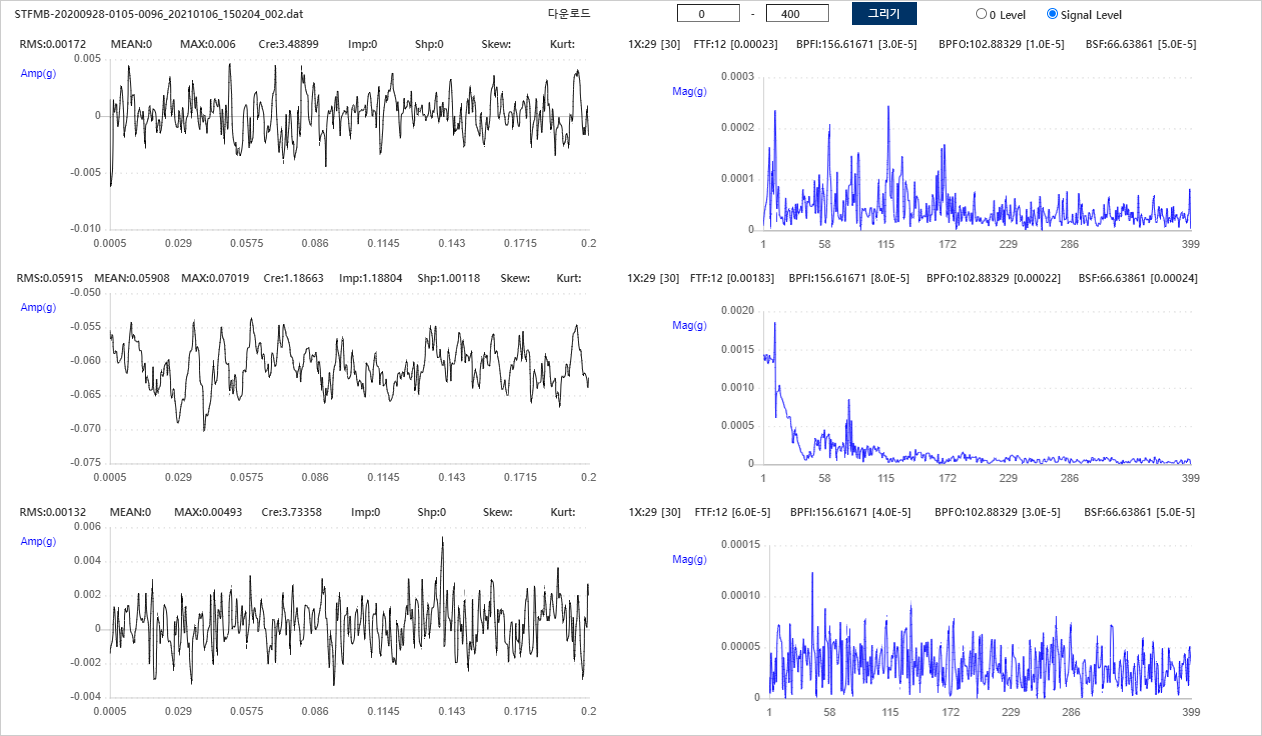 STFMB-20200928-0105-0096_20210106_150204_002.dat 다운로드 0 - 400 그리기 0 Level Signal Level
RMS:0.00172 MEAN:0 MAX:0.006 Cre:3.48899 Imp:0 Shp:0 Skew: Kurt:
Amp(g)
0.005
0
-0.005
-0.010
0.0005 0.029 0.0575 0.086 0.1145 0.143 0.1715 0.2
1X:29 [30] FTF:12 [0.00023] BPFI:156.61671 [3.0E-5] BPFO:102.88329 [1.0E-5] BSF:66.63861 [5.0E-5]
Mag(g)
0.0003
0.0002
0.0001
0
1 58 115 172 229 286 399
RMS:0.05915 MEAN:0.05908 MAX:0.07019 Cre:1.18663 Imp:1.18804 Shp:1.00118 Skew: Kurt:
Amp(g)
-0.050
-0.055
-0.060
-0.065
-0.070
-0.075
0.0005 0.029 0.0575 0.086 0.1145 0.143 0.1715 0.2
1X:29 [30] FTF:12 [0.00183] BPFI:156.61671 [8.0E-5] BPFO:102.88329 [0.00022] BSF:66.63861 [0.00024]
Mag(g)
0.0020
0.0015
0.0010
0.0005
0
1 58 115 172 229 286 399
RMS:0.00132 MEAN:0 MAX:0.00493 Cre:3.73358 Imp:0 Shp:0 Skew: Kurt:
Amp(g)
0.006
0.004
0.002
0
-0.002
-0.004
0.0005 0.029 0.0575 0.086 0.1145 0.143 0.1715 0.2
1X:29 [30] FTF:12 [6.0E-5] BPFI:156.61671 [4.0E-5] BPFO:102.88329 [3.0E-5] BSF:66.63861 [5.0E-5]
Mag(g)
0.00015
0.00010
0.00005
0
1 58 115 172 229 286 399